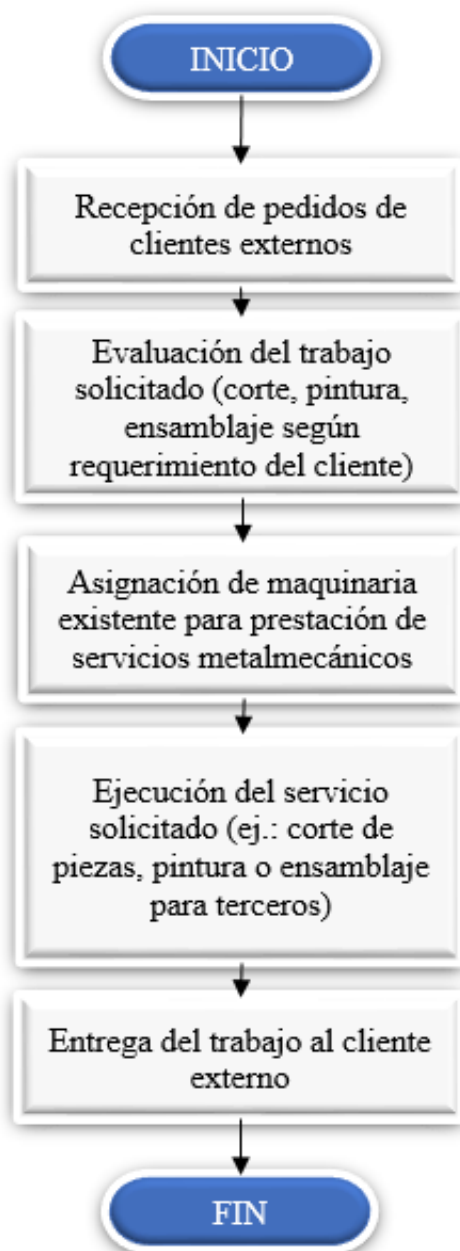 INICIO
Recepción de pedidos de
clientes externos
Evaluación del trabajo
solicitado (corte, pintura,
ensamblaje según
requerimiento del cliente)
Asignación de maquinaria
existente para prestación de
servicios metalmecánicos
Ejecución del servicio
solicitado (ej.: corte de
piezas, pintura o ensamblaje
para terceros)
Entrega del trabajo al cliente
externo
FIN